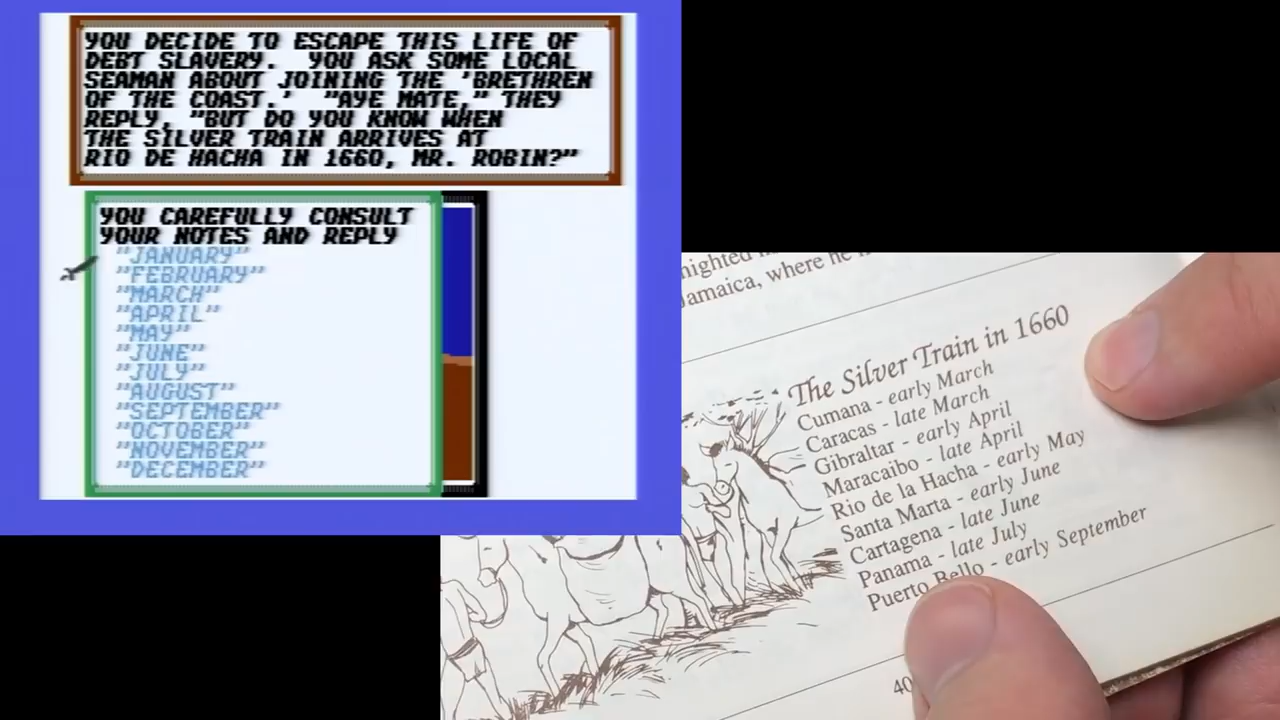 YOU DECIDE TO ESCAPE THIS LIFE OF
DEBT SLAVERY. YOU ASK SOME LOCAL
SEAMAN ABOUT JOINING THE 'BRETHREN
OF THE COAST.' "AYE MATE," THEY
REPLY, "BUT DO YOU KNOW WHEN
THE SILVER TRAIN ARRIVES AT
RIO DE HACHA IN 1660, MR. ROBIN?"
YOU CAREFULLY CONSULT
YOUR NOTES AND REPLY
"JANUARY"
"FEBRUARY"
"MARCH"
"APRIL"
"MAY"
"JUNE"
"JULY"
"AUGUST"
"SEPTEMBER"
"OCTOBER"
"NOVEMBER"
"DECEMBER"
Jamaica, where he
The Silver Train in 1660
Cumana - early March
Caracas - late March
Gibraltar - early April
Maracaibo - late April
Rio de la Hacha - early May
Santa Marta - early June
Cartagena - late June
Panama - late July
Puerto Bello - early September